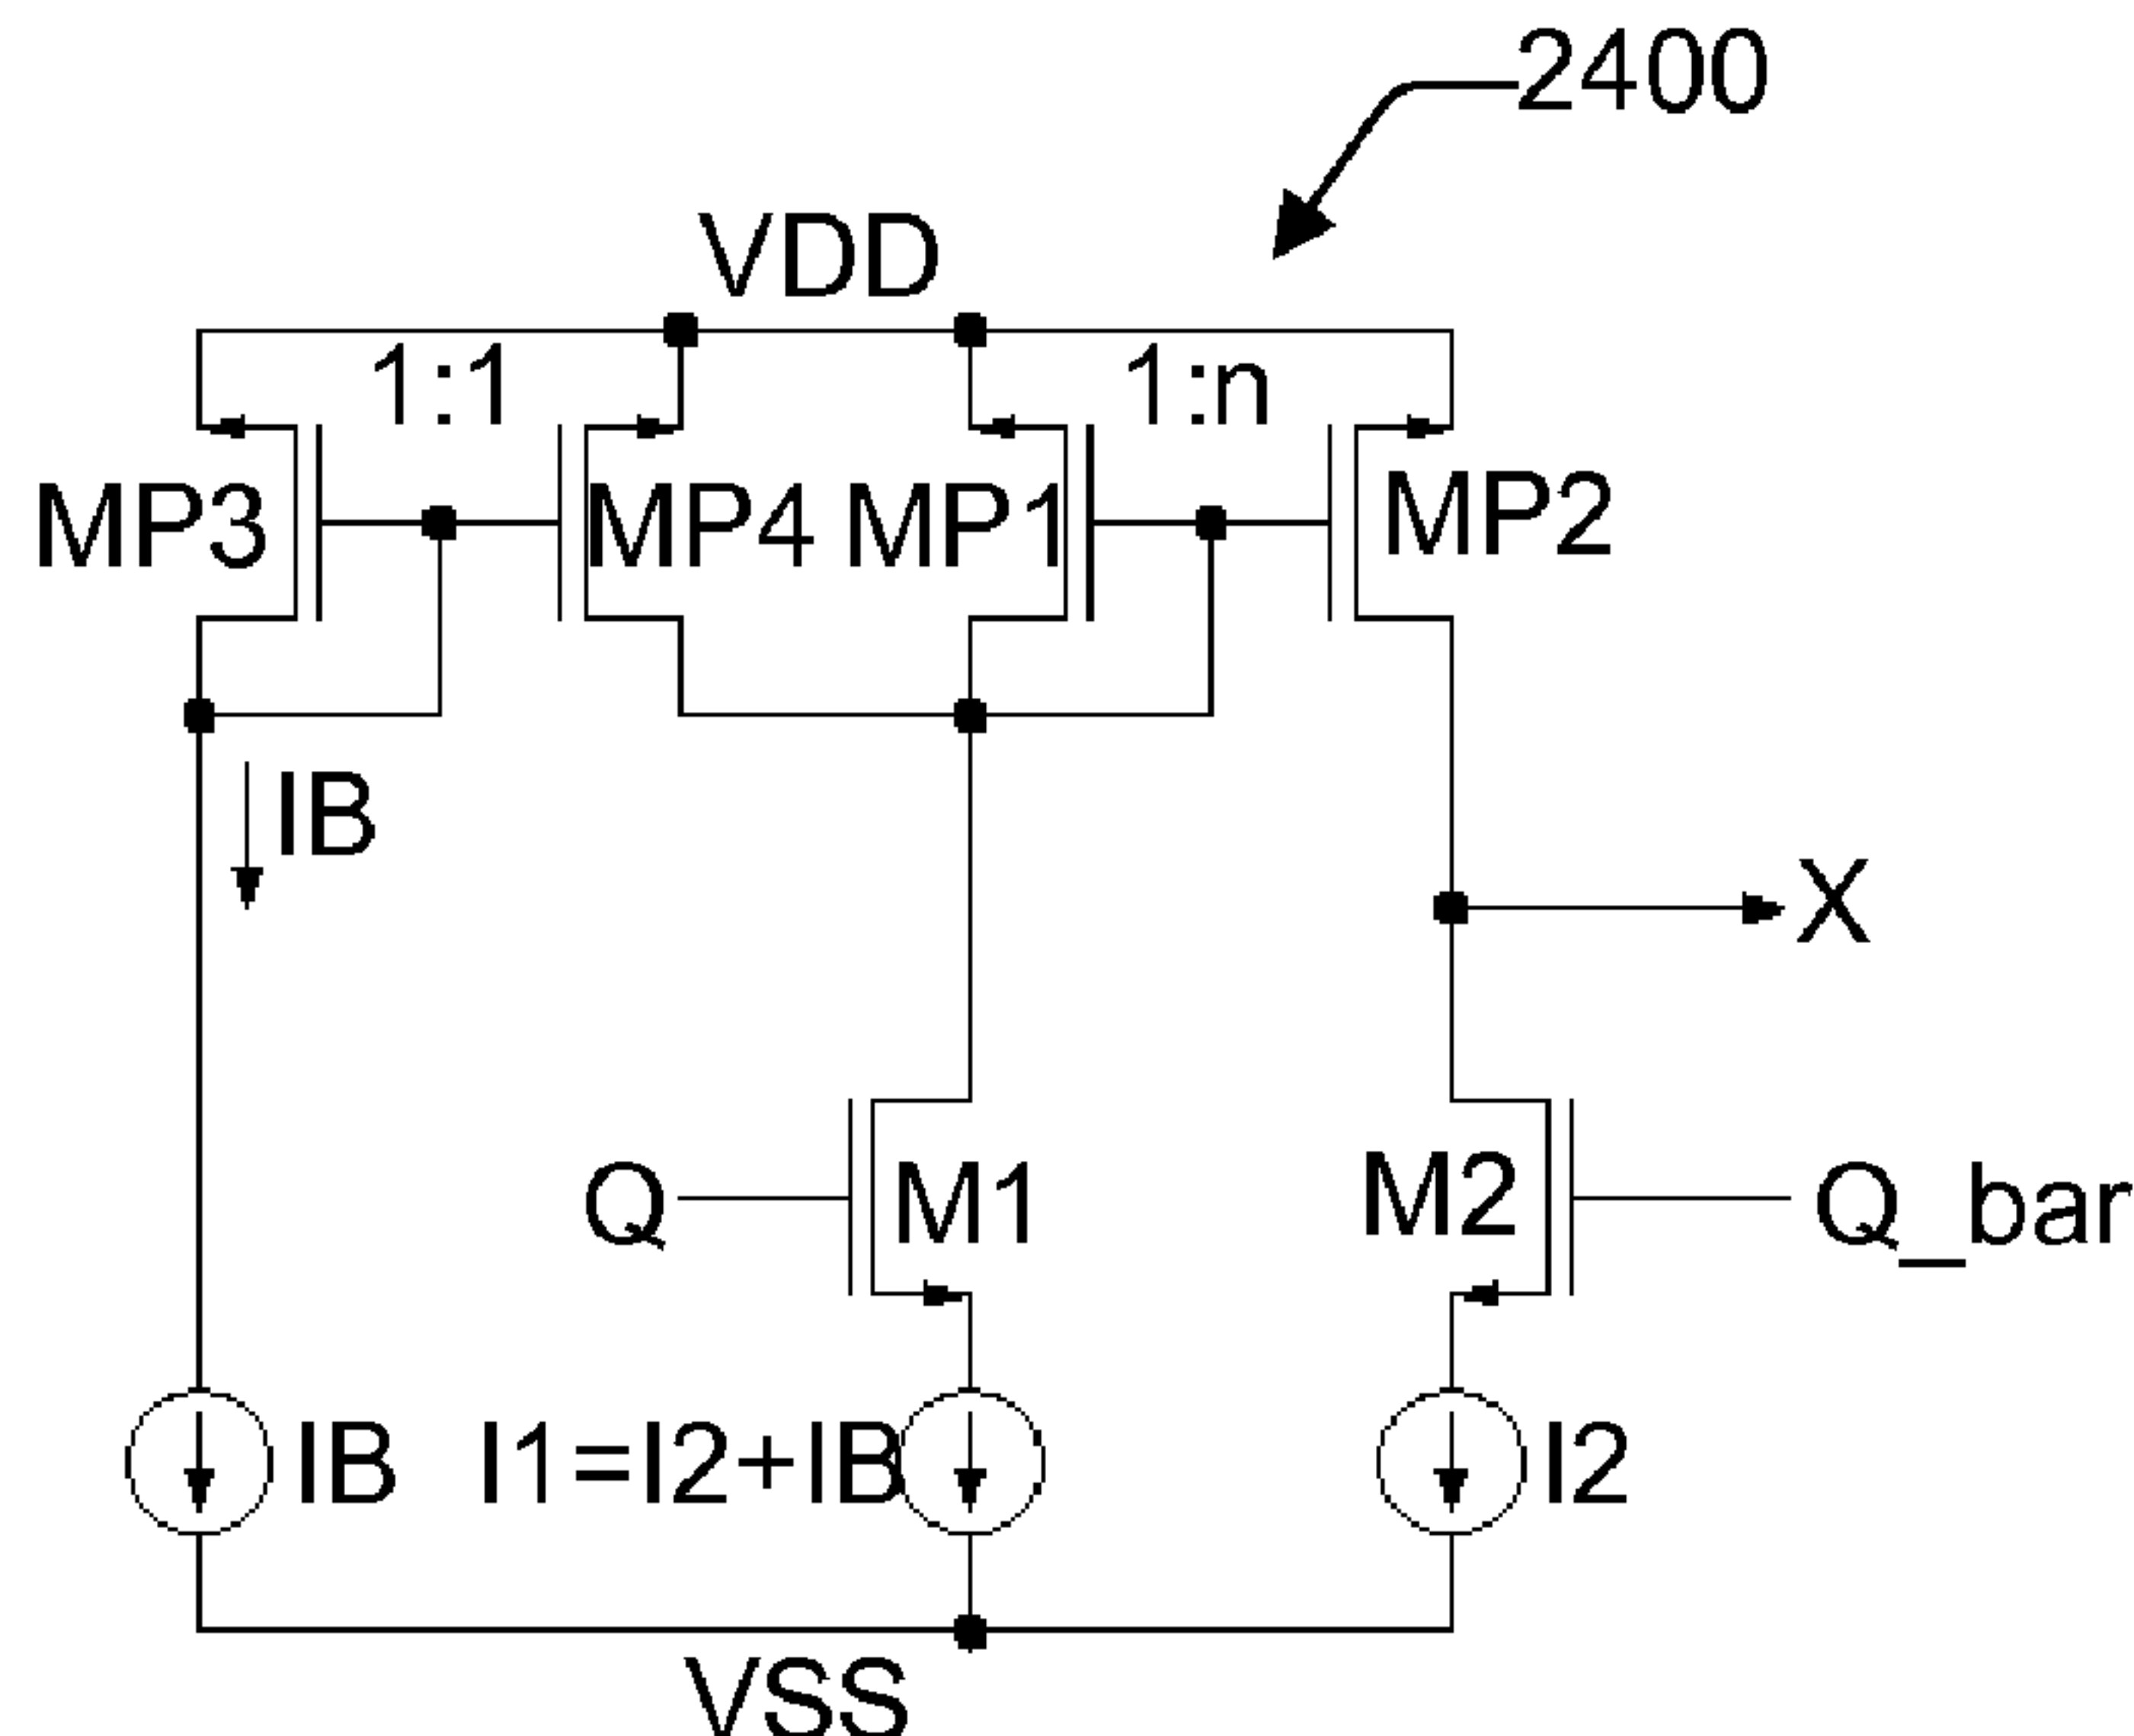 2400
VDD
1:1
1:n
MP3
MP4
MP1
MP2
IB
X
Q
M1
M2
Q_bar
IB
I1=I2+IB
I2
VSS